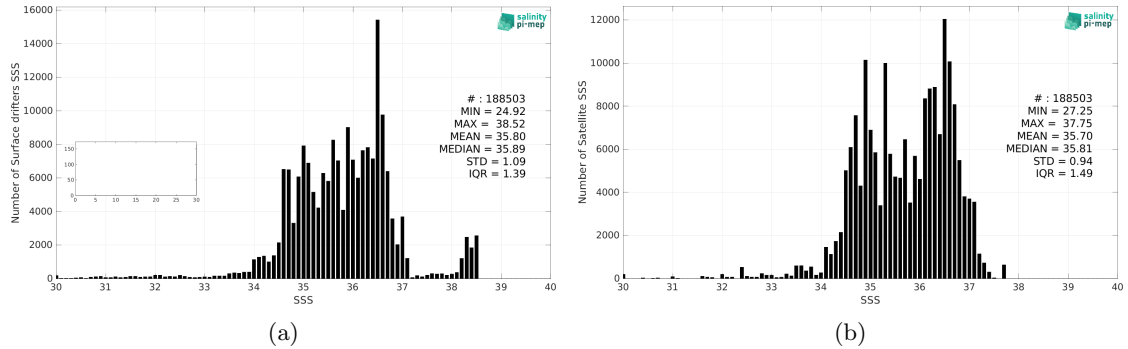 16000
14000
12000
10000
8000
6000
4000
2000
0
30 31 32 33 34 35 36 37 38 39 40
SSS
Number of Surface drifters SSS
salinity
pi-mep
# : 188503
MIN = 24.92
MAX = 38.52
MEAN = 35.80
MEDIAN = 35.89
STD = 1.09
IQR = 1.39
150
100
50
0
0 5 10 15 20 25 30
(a)
12000
10000
8000
6000
4000
2000
0
30 31 32 33 34 35 36 37 38 39 40
SSS
Number of Satellite SSS
salinity
pi-mep
# : 188503
MIN = 27.25
MAX = 37.75
MEAN = 35.70
MEDIAN = 35.81
STD = 0.94
IQR = 1.49
(b)